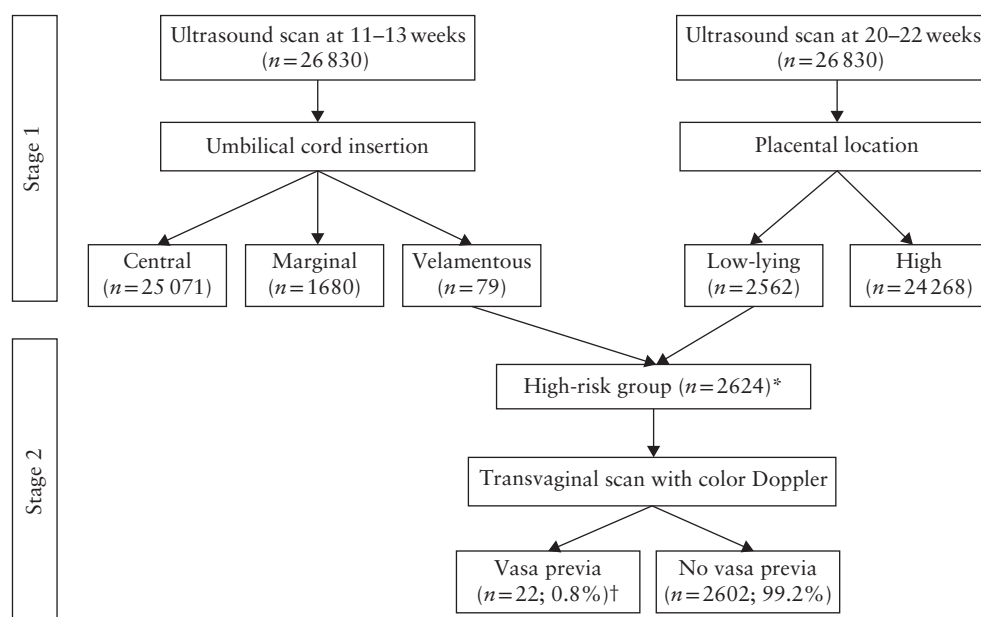 Stage 1
Ultrasound scan at 11–13 weeks
(n=26 830)
Ultrasound scan at 20–22 weeks
(n=26 830)
Umbilical cord insertion
Placental location
Central
(n=25 071)
Marginal
(n=1680)
Velamentous
(n=79)
Low-lying
(n=2562)
High
(n=24 268)
Stage 2
High-risk group (n=2624)*
Transvaginal scan with color Doppler
Vasa previa
(n=22; 0.8%)†
No vasa previa
(n=2602; 99.2%)